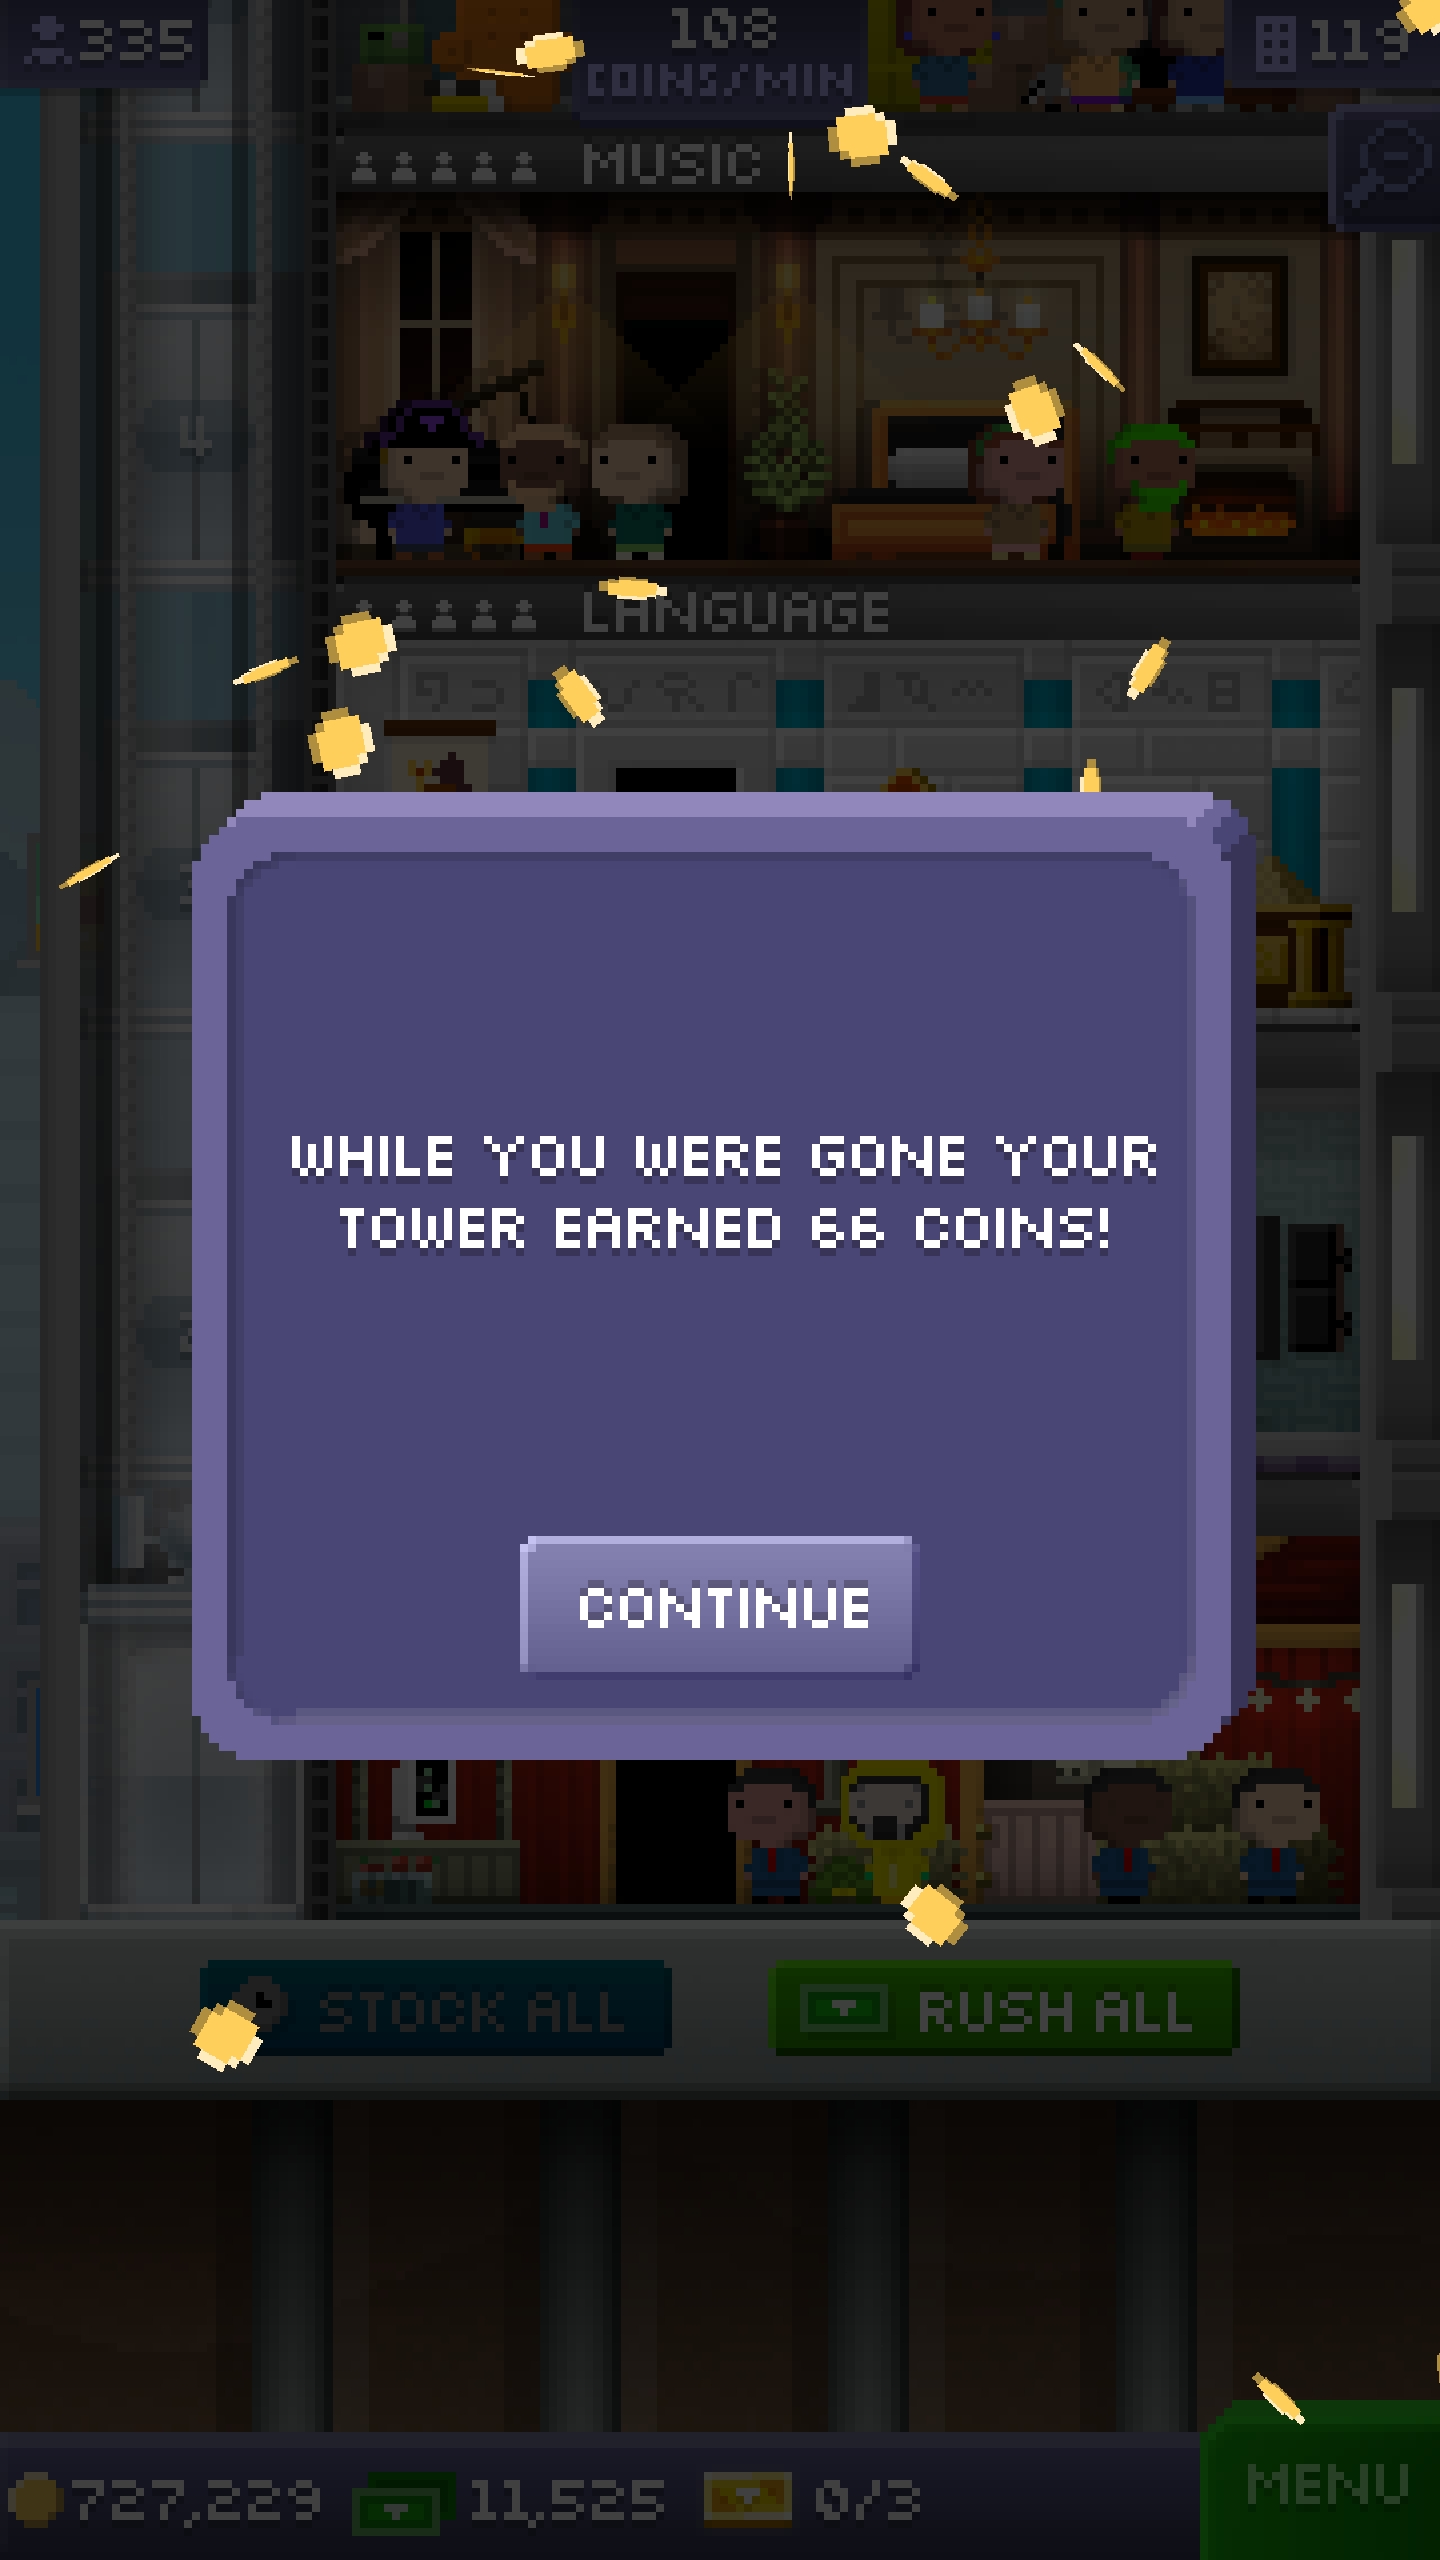 335
108
COINS/MIN
119
MUSIC
4
LANGUAGE
WHILE YOU WERE GONE YOUR
TOWER EARNED 66 COINS!
CONTINUE
STOCK ALL
RUSH ALL
727,229
11,525
0/3
MENU